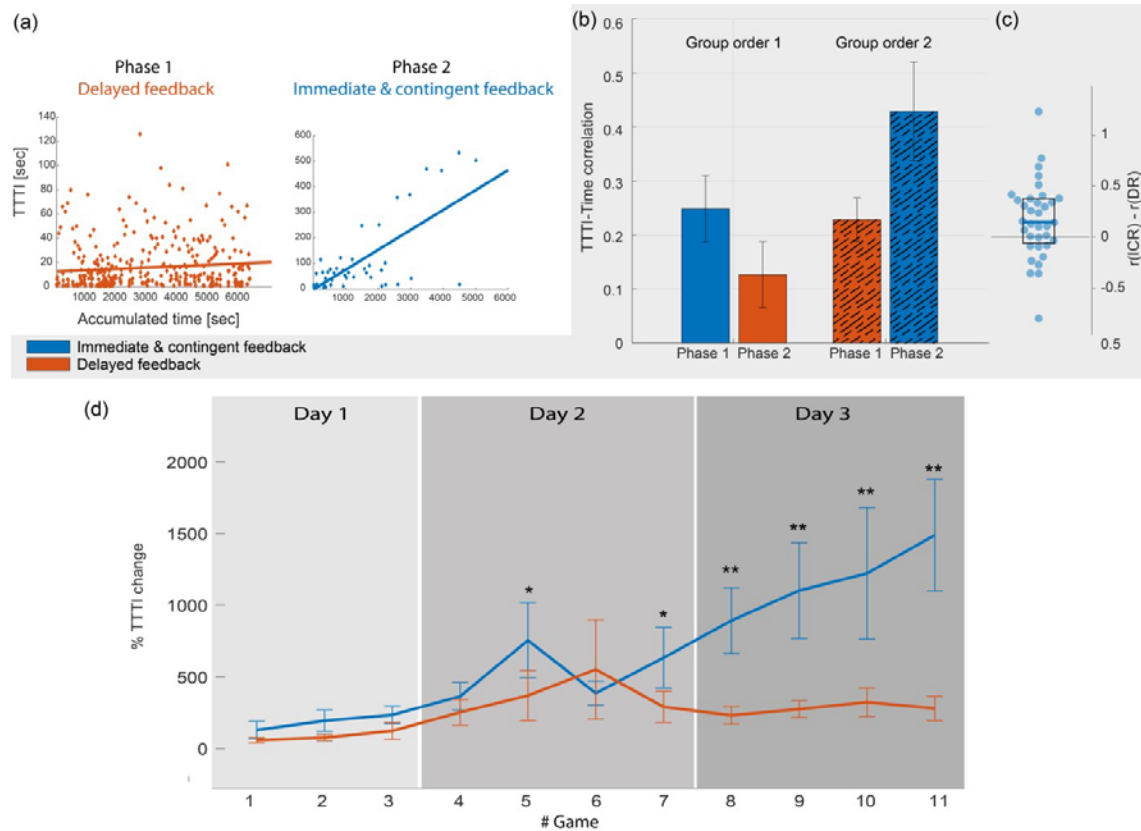 (a)
Phase 1
Delayed feedback
Phase 2
Immediate & contingent feedback
TTTI [sec]
140
120
100
80
60
40
20
0
1000 2000 3000 4000 5000 6000
Accumulated time [sec]
600
500
400
300
200
100
0
1000 2000 3000 4000 5000 6000
Immediate & contingent feedback
Delayed feedback
(b)
Group order 1
Group order 2
TTTI-Time correlation
0.6
0.5
0.4
0.3
0.2
0.1
0
Phase 1 Phase 2 Phase 1 Phase 2
(c)
1
0.5
0
-0.5
0.5
r(ICR) - r(DR)
(d)
Day 1 Day 2 Day 3
% TTTI change
2000
1500
1000
500
0
* * ** ** ** **
1 2 3 4 5 6 7 8 9 10 11
# Game